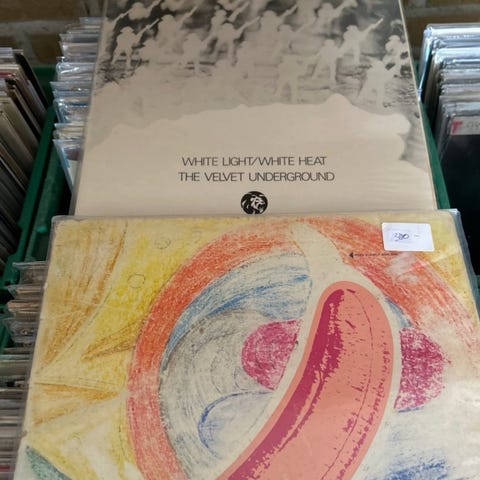 WHITE LIGHT/WHITE HEAT
THE VELVET UNDERGROUND